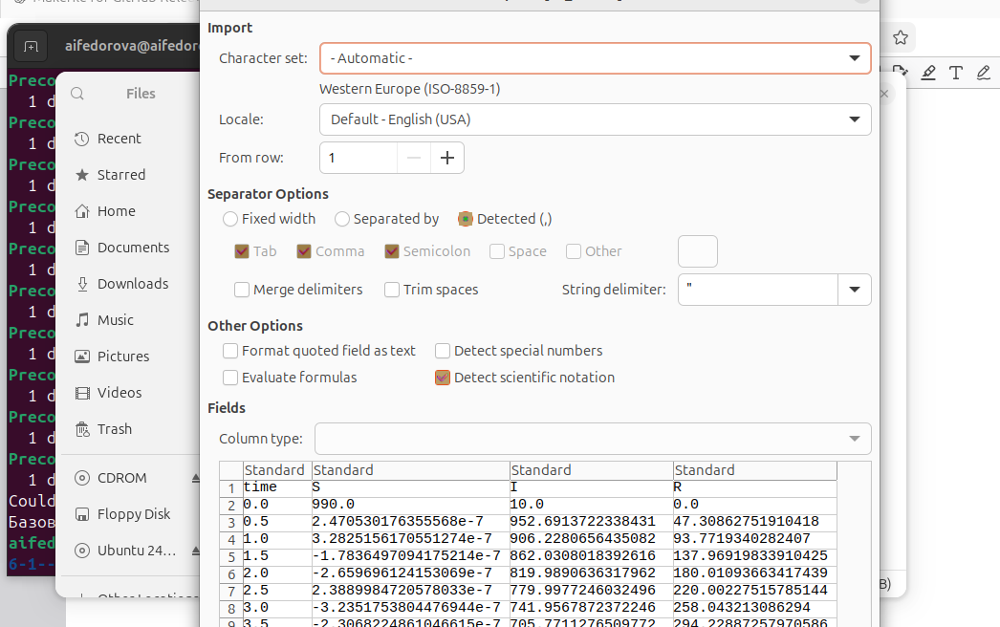 Import
aifedorova@aifedoro
Character set: - Automatic -
Western Europe (ISO-8859-1)
Locale: Default - English (USA)
From row: 1
Separator Options
Fixed width Separated by Detected (,)
Tab Comma Semicolon Space Other
Merge delimiters Trim spaces String delimiter: "
Other Options
Format quoted field as text Detect special numbers
Evaluate formulas Detect scientific notation
Fields
Column type:
Standard Standard Standard Standard
1 time S I R
2 0.0 990.0 10.0 0.0
3 0.5 2.470530176355568e-7 952.6913722338431 47.30862751910418
4 1.0 3.2825156170551274e-7 906.2280656435082 93.7719340282407
5 1.5 -1.7836497094175214e-7 862.0308018392616 137.96919833910425
6 2.0 -2.659696124153069e-7 819.9890636317962 180.01093663417439
7 2.5 2.3889984720578033e-7 779.9977246032496 220.00227515785144
8 3.0 -3.2351753804476944e-7 741.9567872372246 258.043213086294
9 3.5 -2.3068224861046615e-7 705.7711276509772 294.22887257970586
Files
Recent
Starred
Home
Documents
Downloads
Music
Pictures
Videos
Trash
CDROM
Floppy Disk
Ubuntu 24...
Other Locations
Preco
1 d
Preco
1 d
Preco
1 d
Preco
1 d
Preco
1 d
Preco
1 d
Preco
1 d
Preco
1 d
Preco
1 d
Preco
1 d
Could
Базов
aifed
6-1--
B)